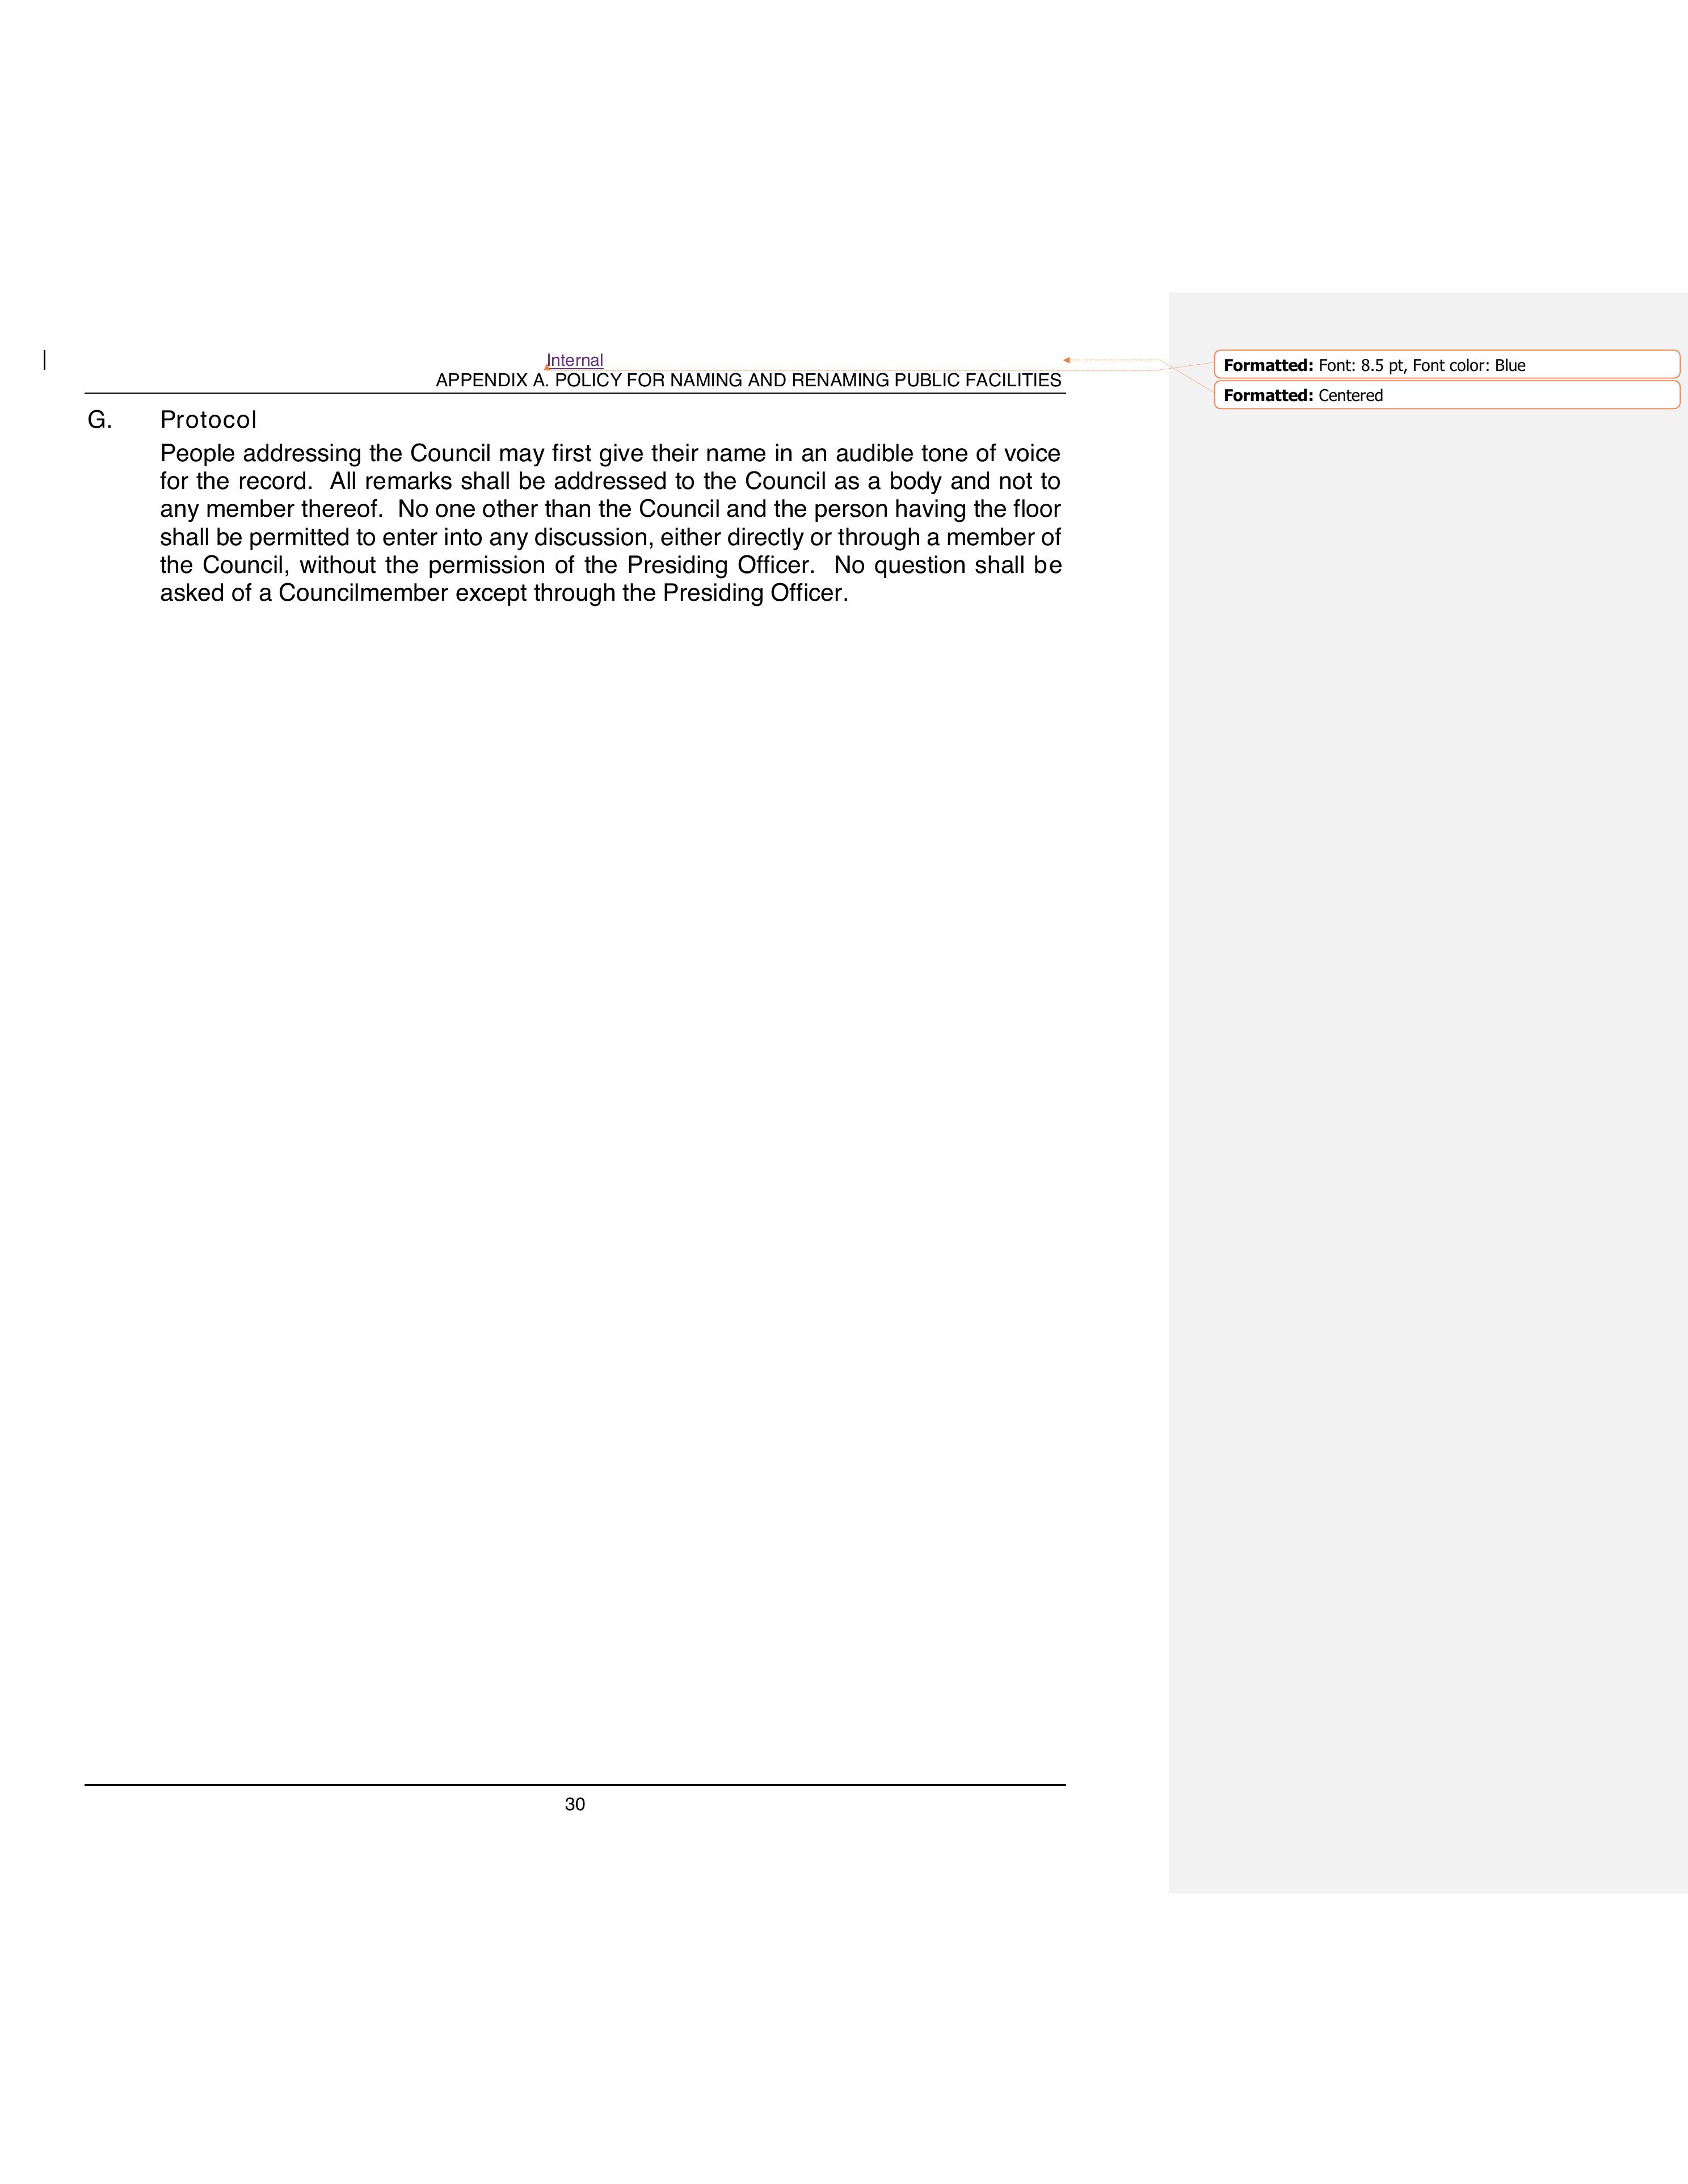 Internal
APPENDIX A. POLICY FOR NAMING AND RENAMING PUBLIC FACILITIES
Formatted: Font: 8.5 pt, Font color: Blue
Formatted: Centered
G. Protocol
People addressing the Council may first give their name in an audible tone of voice
for the record. All remarks shall be addressed to the Council as a body and not to
any member thereof. No one other than the Council and the person having the floor
shall be permitted to enter into any discussion, either directly or through a member of
the Council, without the permission of the Presiding Officer. No question shall be
asked of a Councilmember except through the Presiding Officer.
30